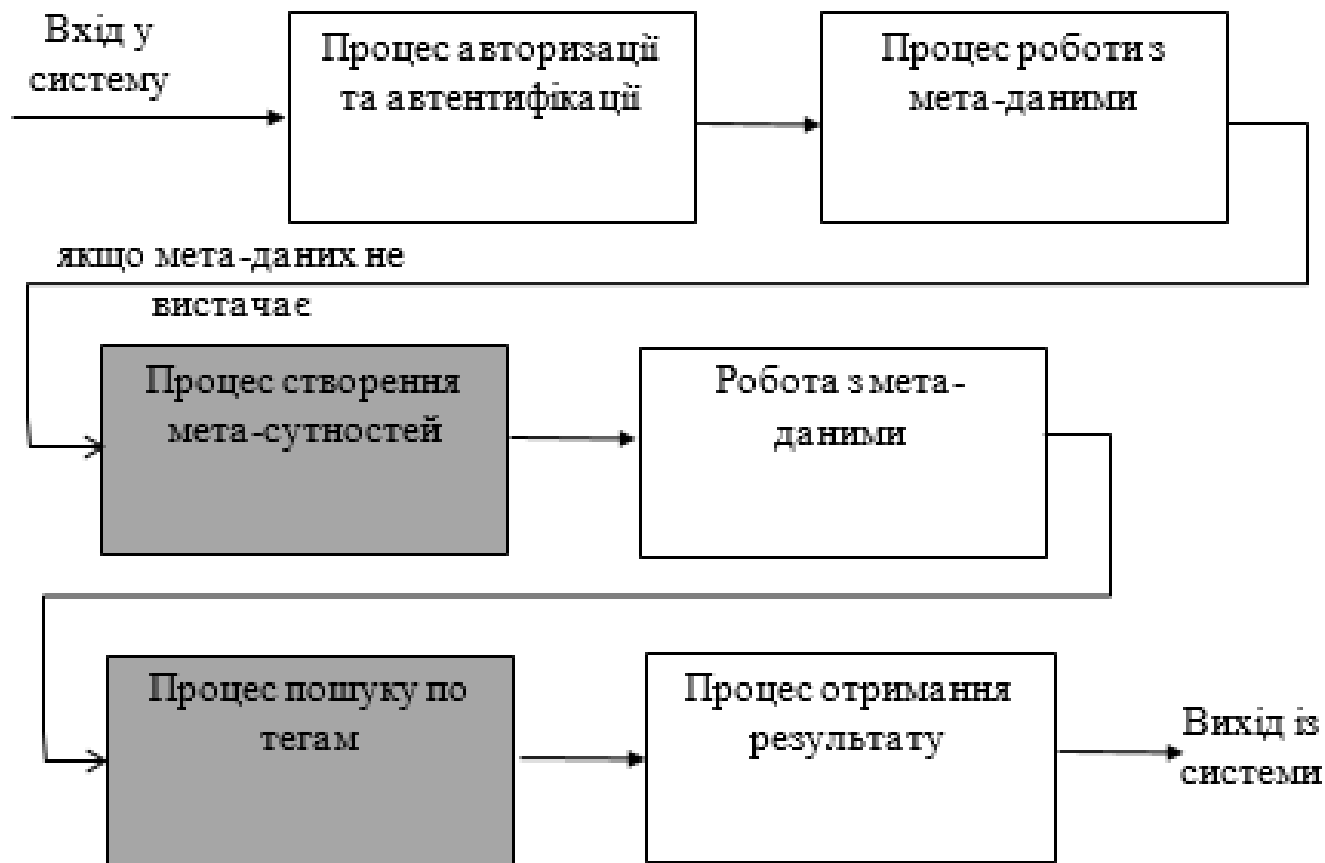 Вхід у
систему
Процес авторизації
та автентифікації
Процес роботи з
мета-даними
якщо мета-даних не
вистачає
Процес створення
мета-сутностей
Робота з мета-
даними
Процес пошуку по
тегам
Процес отримання
результату
Вихід із
системи